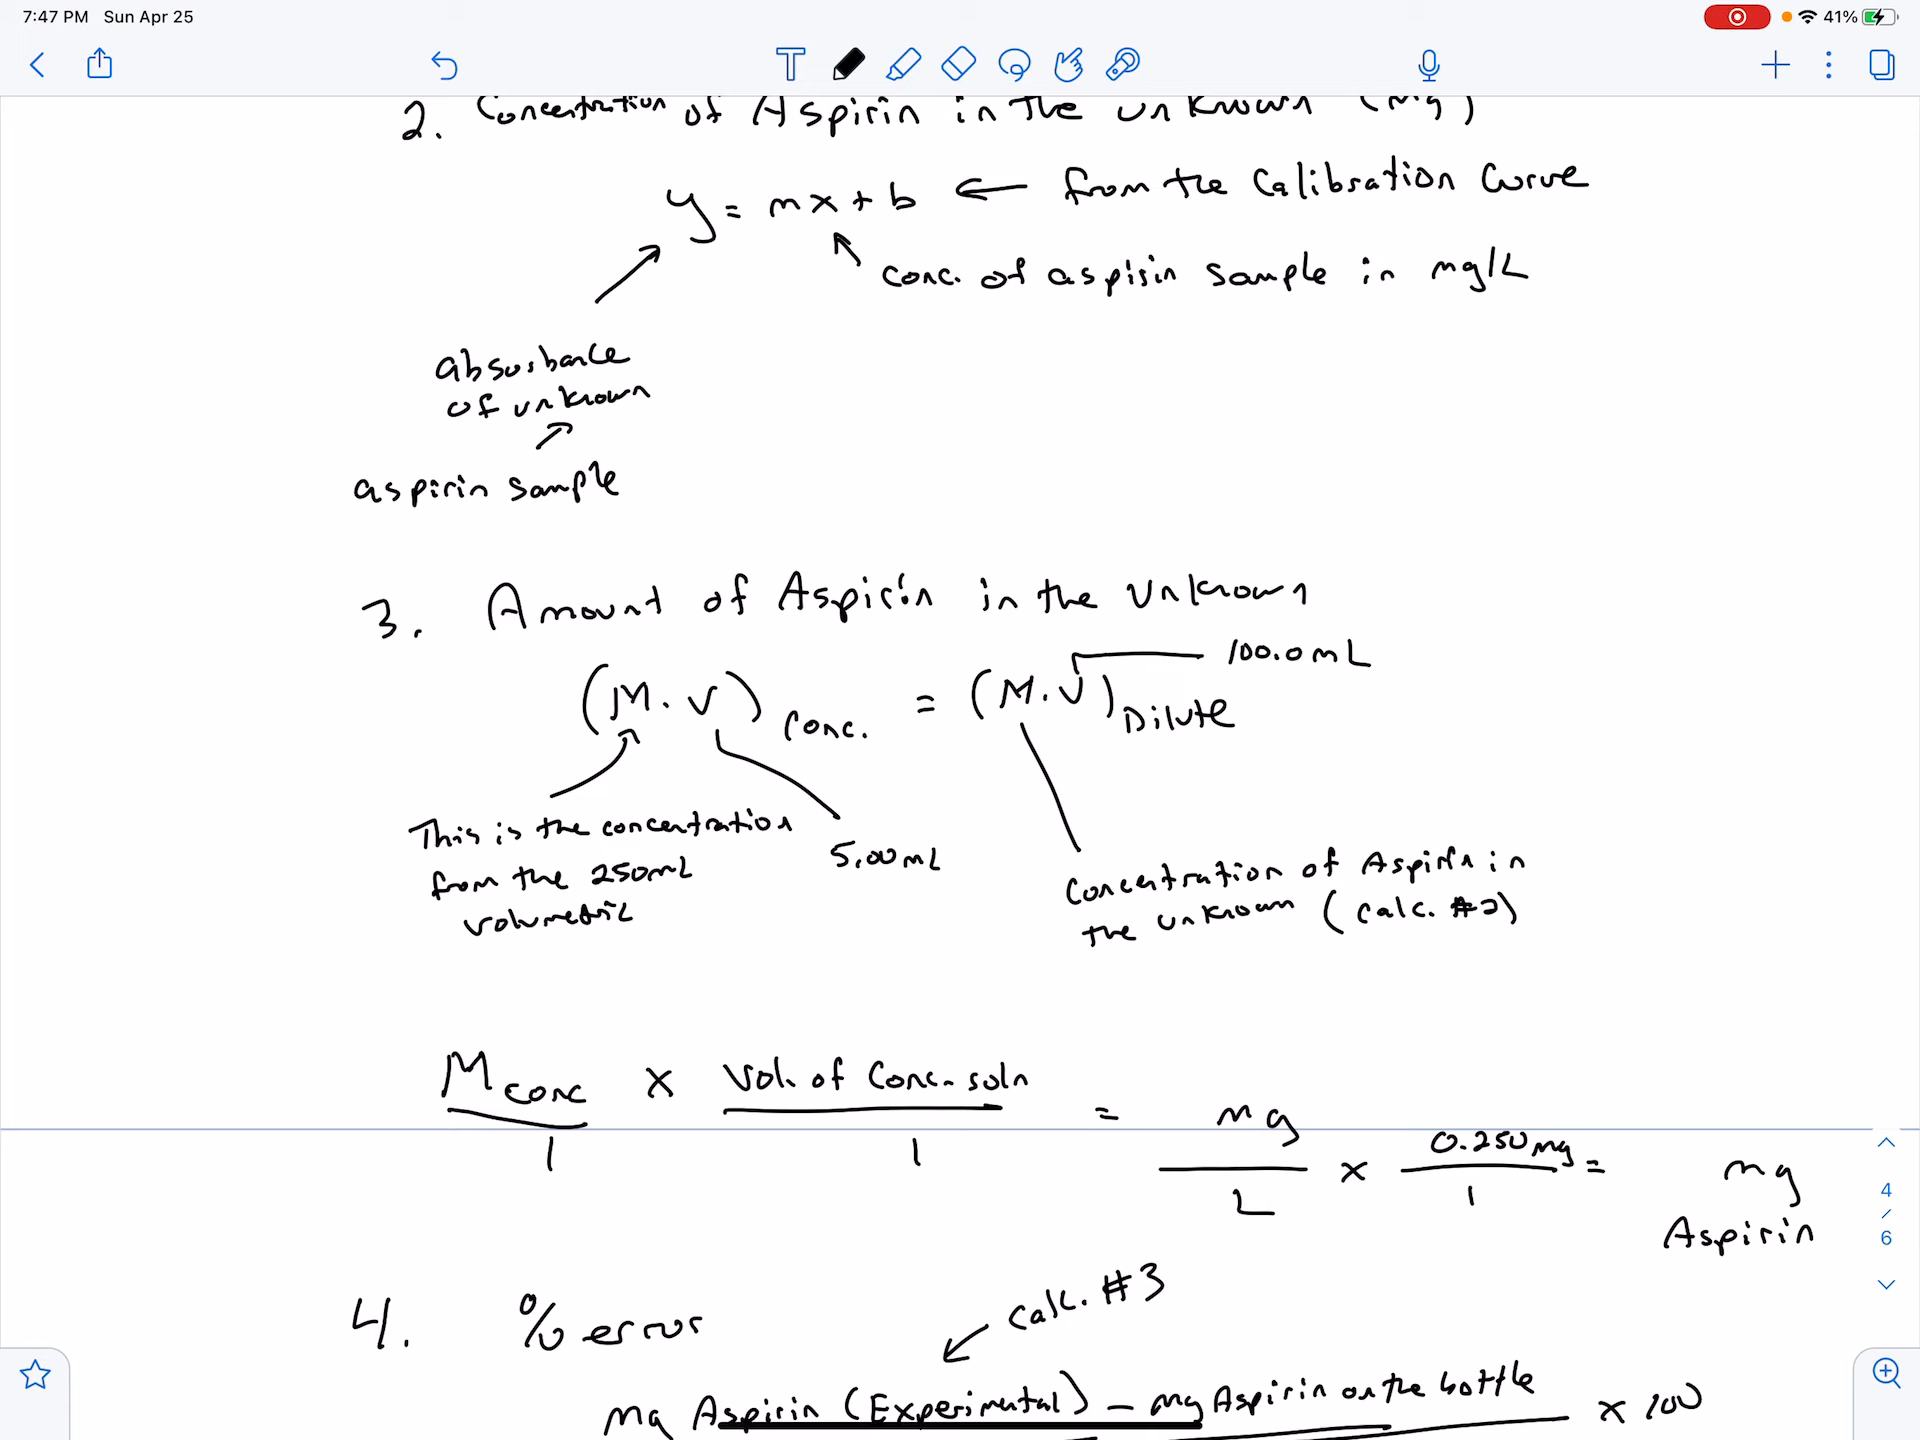 7:47 PM Sun Apr 25
41%
T
2. Concentration of Aspirin in the unknown (Mg)
y = mx + b ← from the Calibration Curve
conc. of aspirin sample in mg/L
absorbance
of unknown
aspirin sample
3. Amount of Aspirin in the Unknown
100.0 mL
(M.V) Conc. = (M.V) Dilute
This is the concentration
from the 250mL
volumetric
5.00mL
Concentration of Aspirin in
the unknown (calc. #2)
M conc × Vol. of Conc. soln = mg × 0.250mg = mg
1 1 L 1 Aspirin
4
/
6
4. % error
calc. #3
mg Aspirin (Experimental) – mg Aspirin on the bottle × 100